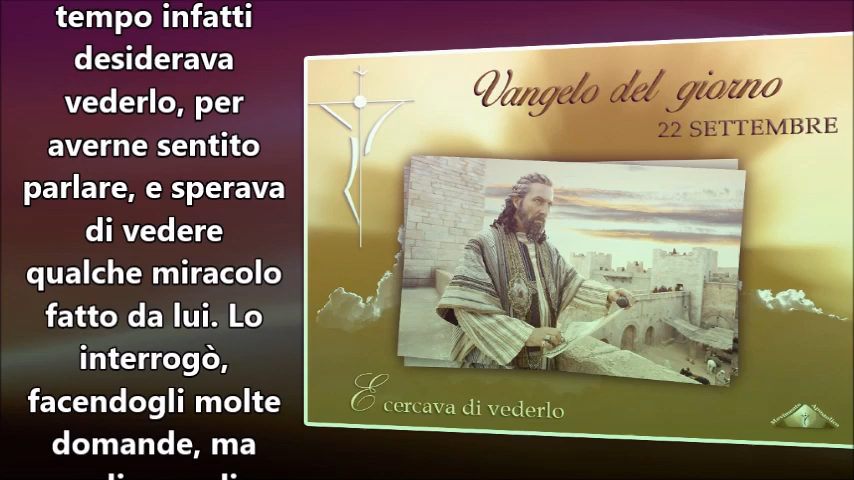 tempo infatti
desiderava
vederlo, per
averne sentito
parlare, e sperava
di vedere
qualche miracolo
fatto da lui. Lo
interrogò,
facendogli molte
domande, ma
Vangelo del giorno
22 SETTEMBRE
E cercava di vederlo